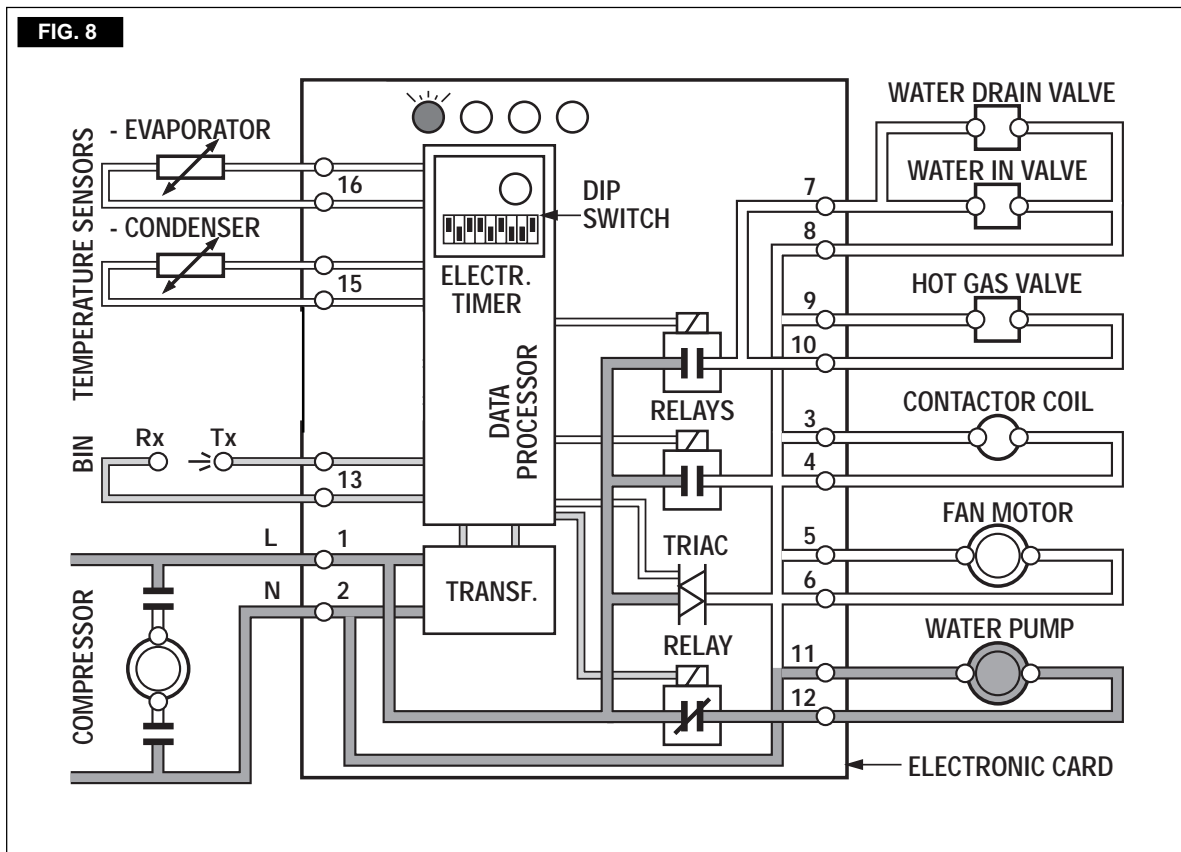 FIG. 8
TEMPERATURE SENSORS
- EVAPORATOR
16
- CONDENSER
15
BIN
Rx
Tx
13
L
1
N
2
COMPRESSOR
DIP
SWITCH
ELECTR.
TIMER
DATA
PROCESSOR
TRANSF.
RELAYS
TRIAC
RELAY
WATER DRAIN VALVE
WATER IN VALVE
7
8
HOT GAS VALVE
9
10
CONTACTOR COIL
3
4
FAN MOTOR
5
6
WATER PUMP
11
12
ELECTRONIC CARD